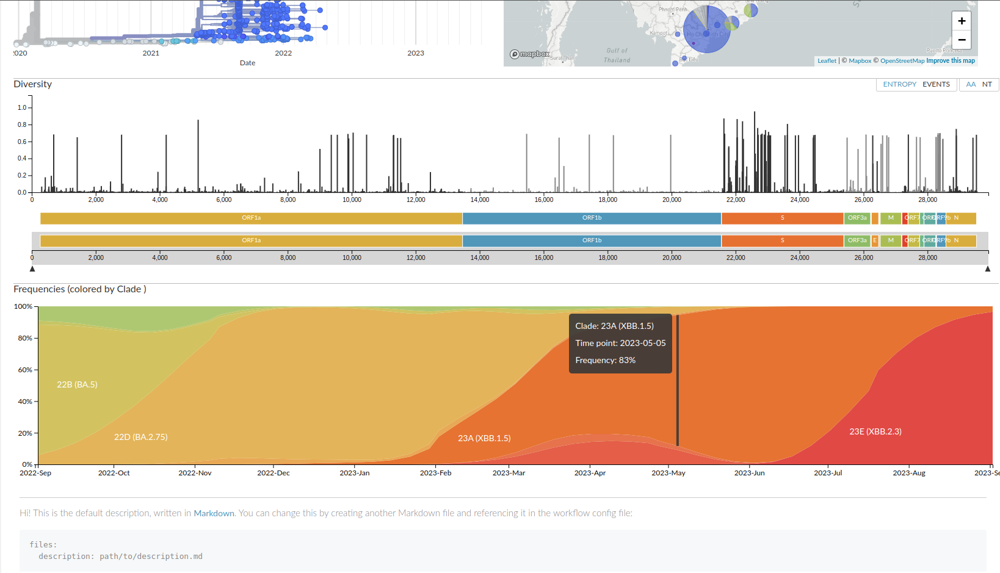 2020
2021
2022
2023
Date
Phnom Penh
Kampot
Bạc Liêu
Gulf of
Thailand
Surat Thani
mapbox
+
−
Leaflet | © Mapbox © OpenStreetMap Improve this map
Diversity
ENTROPY EVENTS
AA NT
1.0
0.8
0.6
0.4
0.2
0.0
0 2,000 4,000 6,000 8,000 10,000 12,000 14,000 16,000 18,000 20,000 22,000 24,000 26,000 28,000
ORF1a ORF1b S ORF3a M ORF7 ORF9b N
ORF1a ORF1b S ORF3a E M ORF7 ORF9b N
0 2,000 4,000 6,000 8,000 10,000 12,000 14,000 16,000 18,000 20,000 22,000 24,000 26,000 28,000
Frequencies (colored by Clade )
100%
80%
60%
40%
20%
0%
22B (BA.5)
22D (BA.2.75)
23A (XBB.1.5)
Clade: 23A (XBB.1.5)
Time point: 2023-05-05
Frequency: 83%
23E (XBB.2.3)
2022-Sep 2022-Oct 2022-Nov 2022-Dec 2023-Jan 2023-Feb 2023-Mar 2023-Apr 2023-May 2023-Jun 2023-Jul 2023-Aug 2023-Se
Hi! This is the default description, written in Markdown. You can change this by creating another Markdown file and referencing it in the workflow config file:
files:
description: path/to/description.md